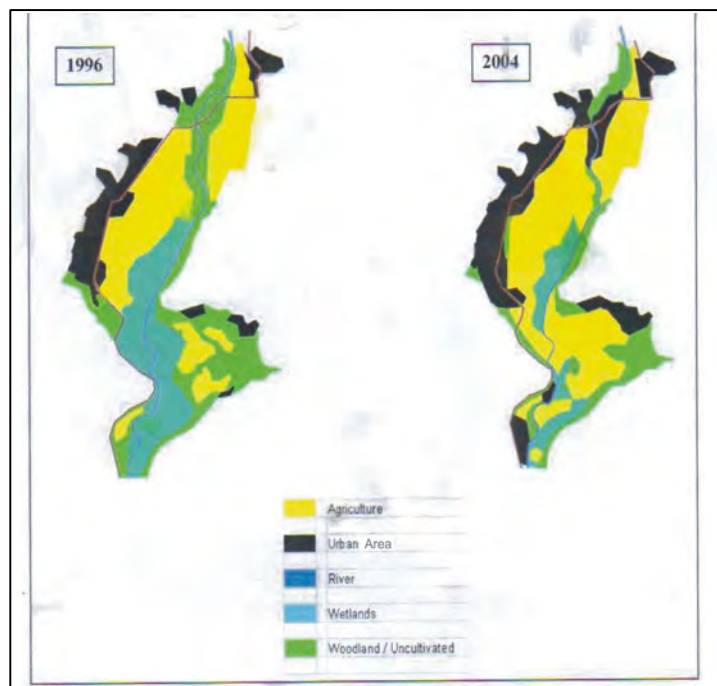 1996
2004
Agriculture
Urban Area
River
Wetlands
Woodland / Uncultivated